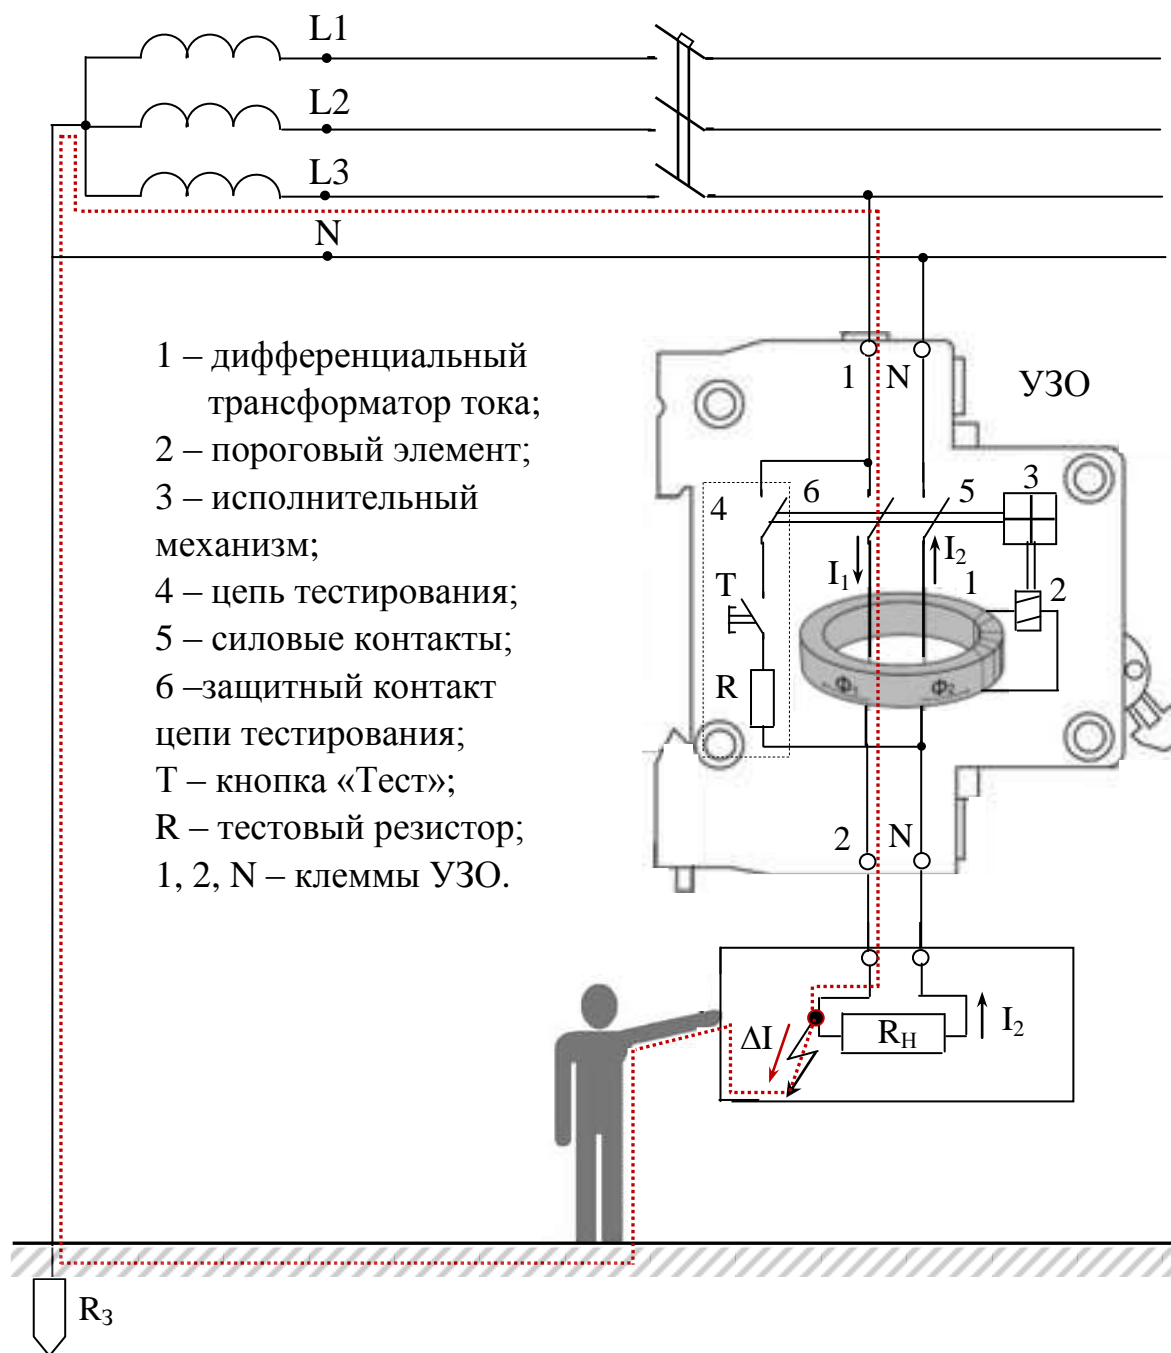 L1
L2
L3
N
1 – дифференциальный
трансформатор тока;
2 – пороговый элемент;
3 – исполнительный
механизм;
4 – цепь тестирования;
5 – силовые контакты;
6 –защитный контакт
цепи тестирования;
Т – кнопка «Тест»;
R – тестовый резистор;
1, 2, N – клеммы УЗО.
УЗО
1 N
4 6 5 3
I₁ I₂
T 1 2
R Ф₁ Ф₂
2 N
ΔI Rн I₂
Rз